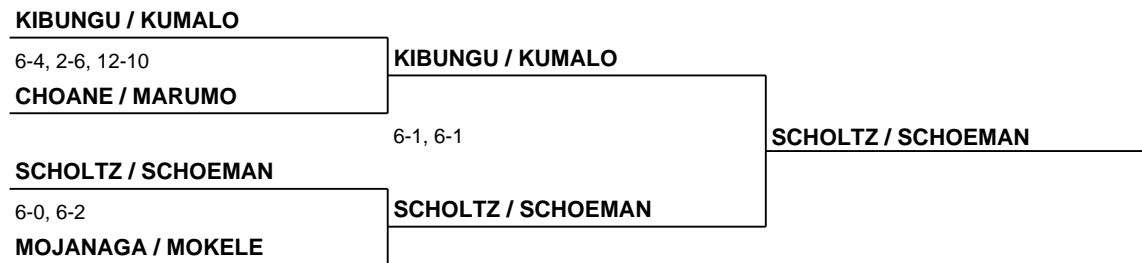 KIBUNGU / KUMALO
6-4, 2-6, 12-10
KIBUNGU / KUMALO
CHOANE / MARUMO
6-1, 6-1
SCHOLTZ / SCHOEMAN
SCHOLTZ / SCHOEMAN
6-0, 6-2
SCHOLTZ / SCHOEMAN
MOJANAGA / MOKELE